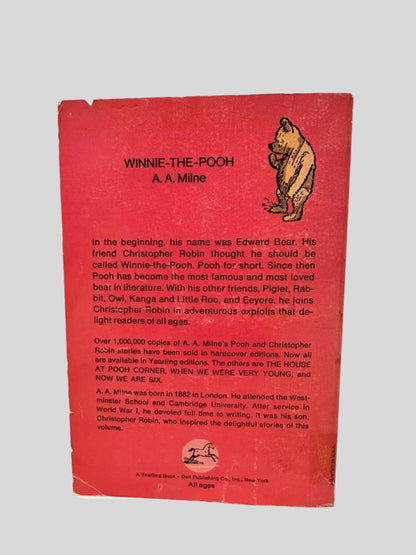 WINNIE-THE-POOH
A. A. Milne
In the beginning, his name was Edward Bear. His
friend Christopher Robin thought he should be
called Winnie-the-Pooh, Pooh for short. Since then
Pooh has become the most famous and most loved
bear in literature. With his other friends, Piglet, Rab-
bit, Owl, Kanga and Little Roo, and Eeyore, he joins
Christopher Robin in adventurous exploits that de-
light readers of all ages.
Over 1,000,000 copies of A. A. Milne's Pooh and Christopher
Robin stories have been sold in hardcover editions. Now all
are available in Yearling editions. The others are THE HOUSE
AT POOH CORNER, WHEN WE WERE VERY YOUNG, and
NOW WE ARE SIX.
A. A. Milne was born in 1882 in London. He attended the West-
minster School and Cambridge University. After service in
World War I, he devoted full time to writing. It was his son,
Christopher Robin, who inspired the delightful stories of this
volume.
A Yearling Book • Dell Publishing Co., Inc., New York
All ages